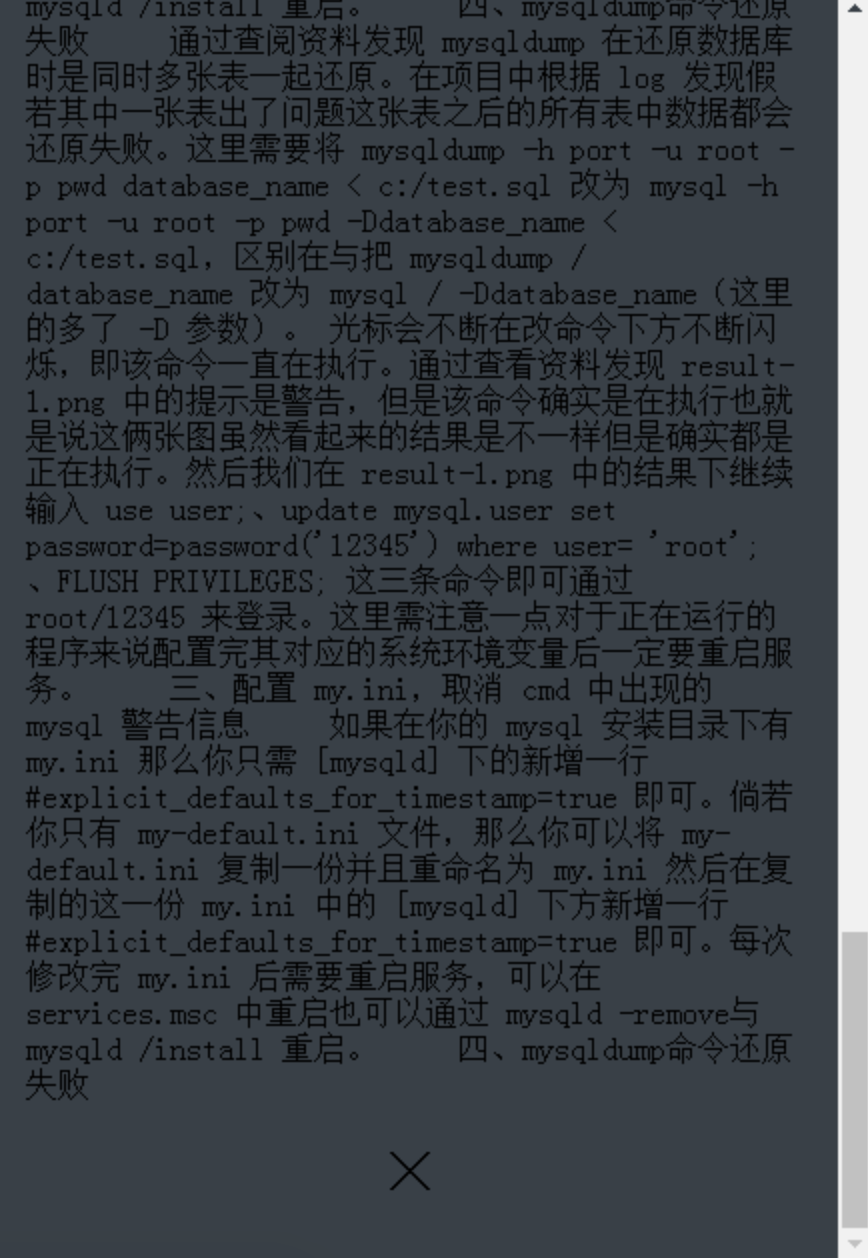 mysqld /install 重启。 四、mysqldump命令还原
失败 通过查阅资料发现 mysqldump 在还原数据库
时是同时多张表一起还原。在项目中根据 log 发现假
若其中一张表出了问题这张表之后的所有表中数据都会
还原失败。这里需要将 mysqldump -h port -u root -
p pwd database_name < c:/test.sql 改为 mysql -h
port -u root -p pwd -Ddatabase_name <
c:/test.sql，区别在与把 mysqldump /
database_name 改为 mysql / -Ddatabase_name（这里
的多了 -D 参数）。 光标会不断在改命令下方不断闪
烁，即该命令一直在执行。通过查看资料发现 result-
1.png 中的提示是警告，但是该命令确实是在执行也就
是说这俩张图虽然看起来的结果是不一样但是确实都是
正在执行。然后我们在 result-1.png 中的结果下继续
输入 use user;、update mysql.user set
password=password('12345') where user= 'root';
、FLUSH PRIVILEGES; 这三条命令即可通过
root/12345 来登录。这里需注意一点对于正在运行的
程序来说配置完其对应的系统环境变量后一定要重启服
务。 三、配置 my.ini，取消 cmd 中出现的
mysql 警告信息 如果在你的 mysql 安装目录下有
my.ini 那么你只需 [mysqld] 下的新增一行
#explicit_defaults_for_timestamp=true 即可。倘若
你只有 my-default.ini 文件，那么你可以将 my-
default.ini 复制一份并且重命名为 my.ini 然后在复
制的这一份 my.ini 中的 [mysqld] 下方新增一行
#explicit_defaults_for_timestamp=true 即可。每次
修改完 my.ini 后需要重启服务，可以在
services.msc 中重启也可以通过 mysqld -remove与
mysqld /install 重启。 四、mysqldump命令还原
失败